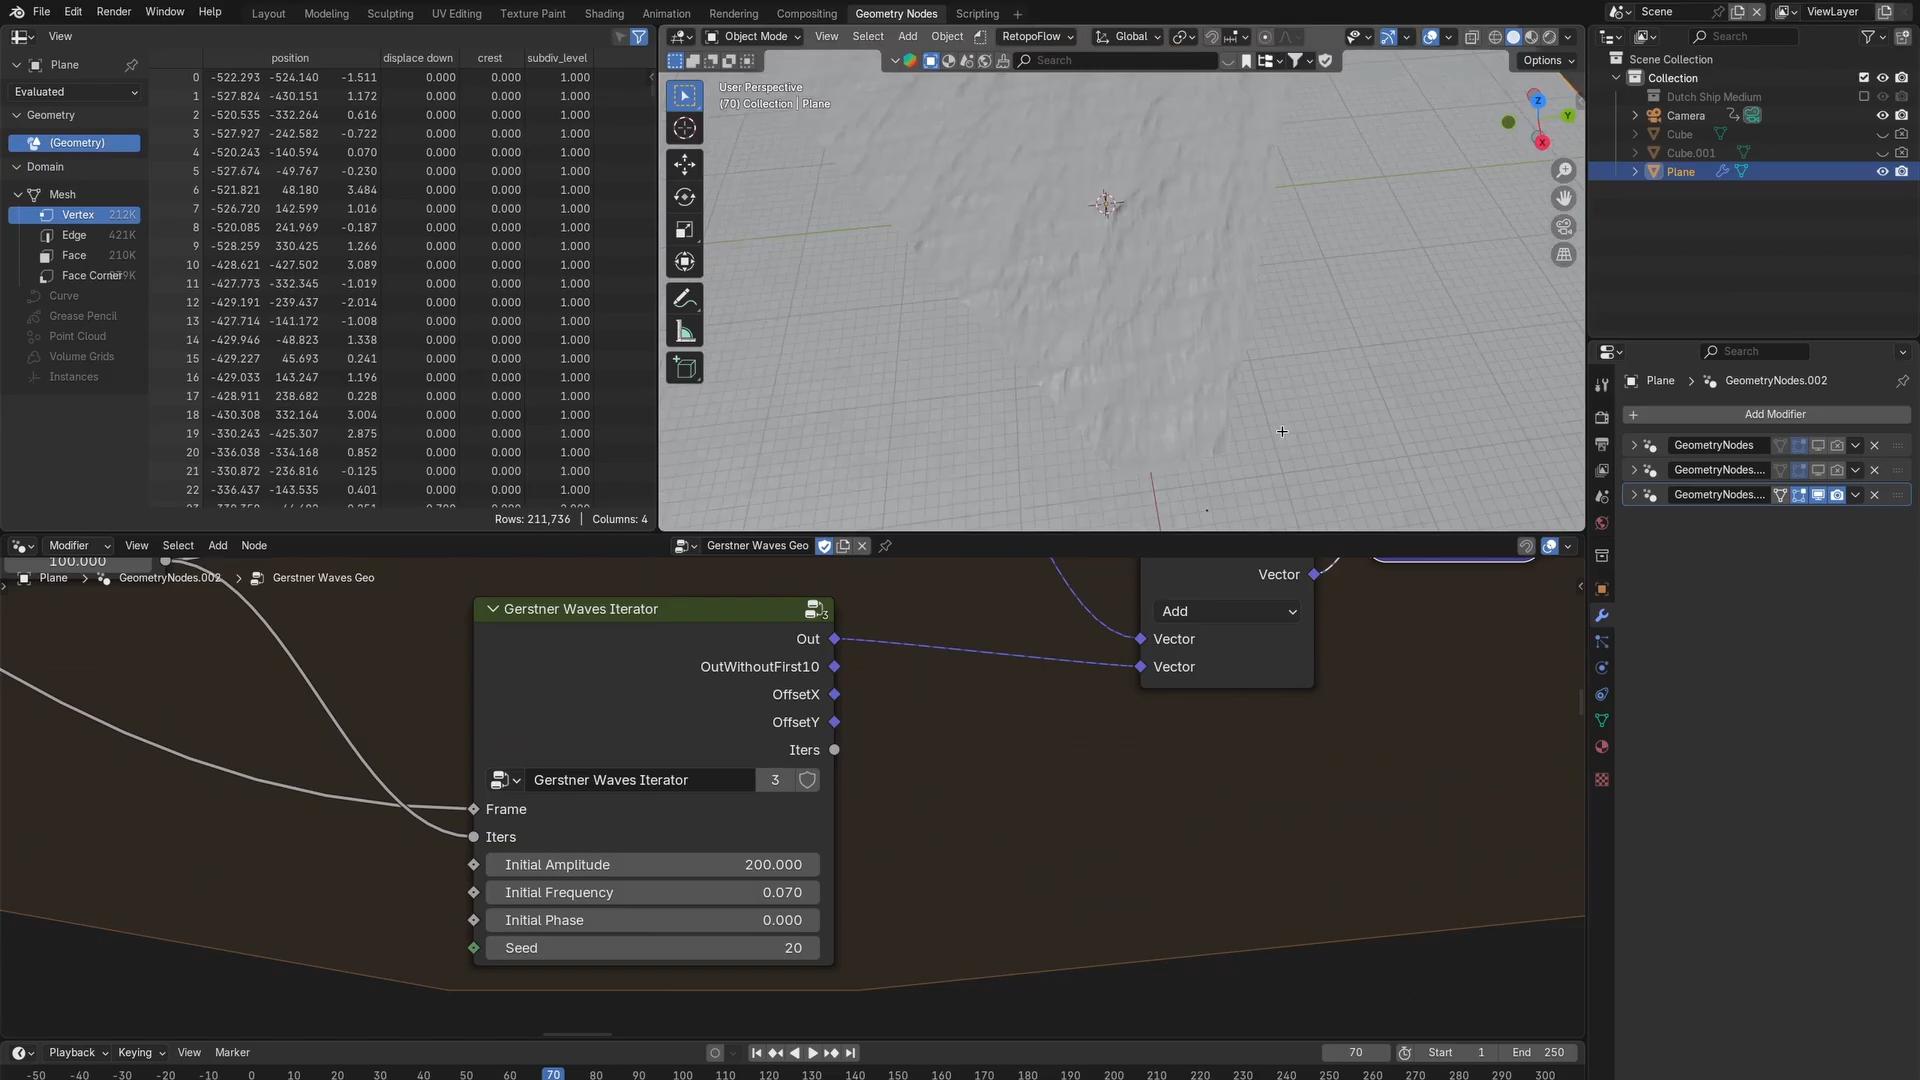 File Edit Render Window Help Layout Modeling Sculpting UV Editing Texture Paint Shading Animation Rendering Compositing Geometry Nodes Scripting + Scene ViewLayer
View
Object Mode View Select Add Object RetopoFlow Global
Search
Search
Options
Plane
Evaluated
Geometry
(Geometry)
Domain
Mesh
Vertex 212K
Edge 421K
Face 210K
Face Corner
Curve
Grease Pencil
Point Cloud
Volume Grids
Instances
position displace down crest subdiv_level
0 -522.293 -524.140 -1.511 0.000 0.000 1.000
1 -527.824 -430.151 1.172 0.000 0.000 1.000
2 -520.535 -332.264 0.616 0.000 0.000 1.000
3 -527.927 -242.582 -0.722 0.000 0.000 1.000
4 -520.243 -140.594 0.070 0.000 0.000 1.000
5 -527.674 -49.767 -0.230 0.000 0.000 1.000
6 -521.821 48.180 3.484 0.000 0.000 1.000
7 -526.720 142.599 1.016 0.000 0.000 1.000
8 -520.085 241.969 -0.187 0.000 0.000 1.000
9 -528.259 330.425 1.266 0.000 0.000 1.000
10 -428.621 -427.502 3.089 0.000 0.000 1.000
11 -427.773 -332.345 -1.019 0.000 0.000 1.000
12 -429.191 -239.437 -2.014 0.000 0.000 1.000
13 -427.714 -141.172 -1.008 0.000 0.000 1.000
14 -429.946 -48.823 1.338 0.000 0.000 1.000
15 -429.227 45.693 0.241 0.000 0.000 1.000
16 -429.033 143.247 1.196 0.000 0.000 1.000
17 -428.911 238.682 0.228 0.000 0.000 1.000
18 -430.308 332.164 3.004 0.000 0.000 1.000
19 -330.243 -425.307 2.875 0.000 0.000 1.000
20 -336.038 -334.168 0.852 0.000 0.000 1.000
21 -330.872 -236.816 -0.125 0.000 0.000 1.000
22 -336.437 -143.535 0.401 0.000 0.000 1.000
Rows: 211,736 | Columns: 4
User Perspective
(70) Collection | Plane
Z
Y
X
Scene Collection
Collection
Dutch Ship Medium
Camera
Cube
Cube.001
Plane
Search
Plane > GeometryNodes.002
+ Add Modifier
GeometryNodes
GeometryNodes....
GeometryNodes....
Modifier View Select Add Node Gerstner Waves Geo
100.000
Plane > GeometryNodes.002 > Gerstner Waves Geo
Vector
Add
Vector
Vector
Gerstner Waves Iterator 3
Out
OutWithoutFirst10
OffsetX
OffsetY
Iters
Gerstner Waves Iterator 3
Frame
Iters
Initial Amplitude 200.000
Initial Frequency 0.070
Initial Phase 0.000
Seed 20
Playback Keying View Marker 70 Start 1 End 250
-50 -40 -30 -20 -10 0 10 20 30 40 50 60 70 80 90 100 110 120 130 140 150 160 170 180 190 200 210 220 230 240 250 260 270 280 290 300